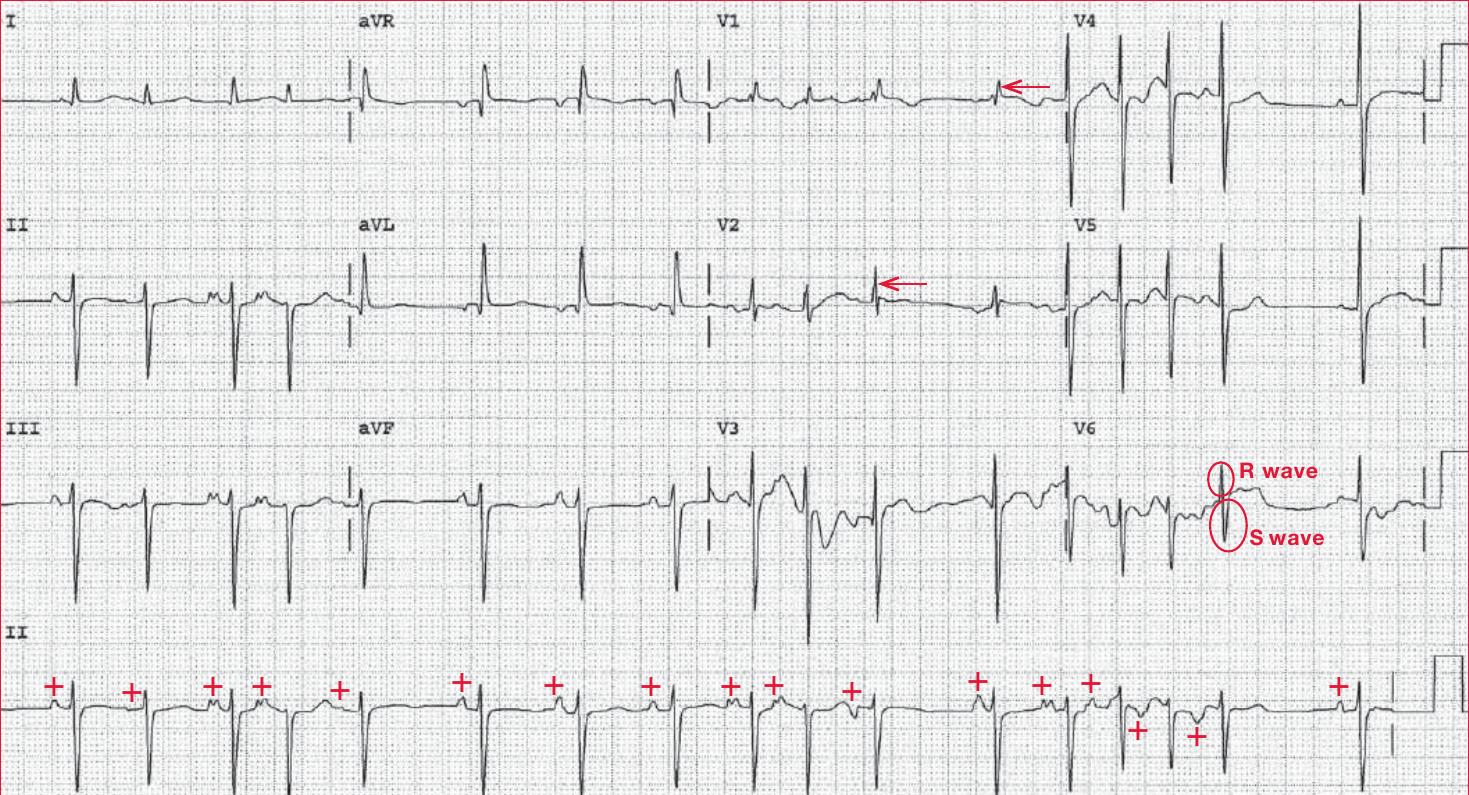 I aVR V1 V4
II aVL V2 V5
III aVF V3 V6
R wave
S wave
II
+ + + + + + + + + + + + + + +
+ +